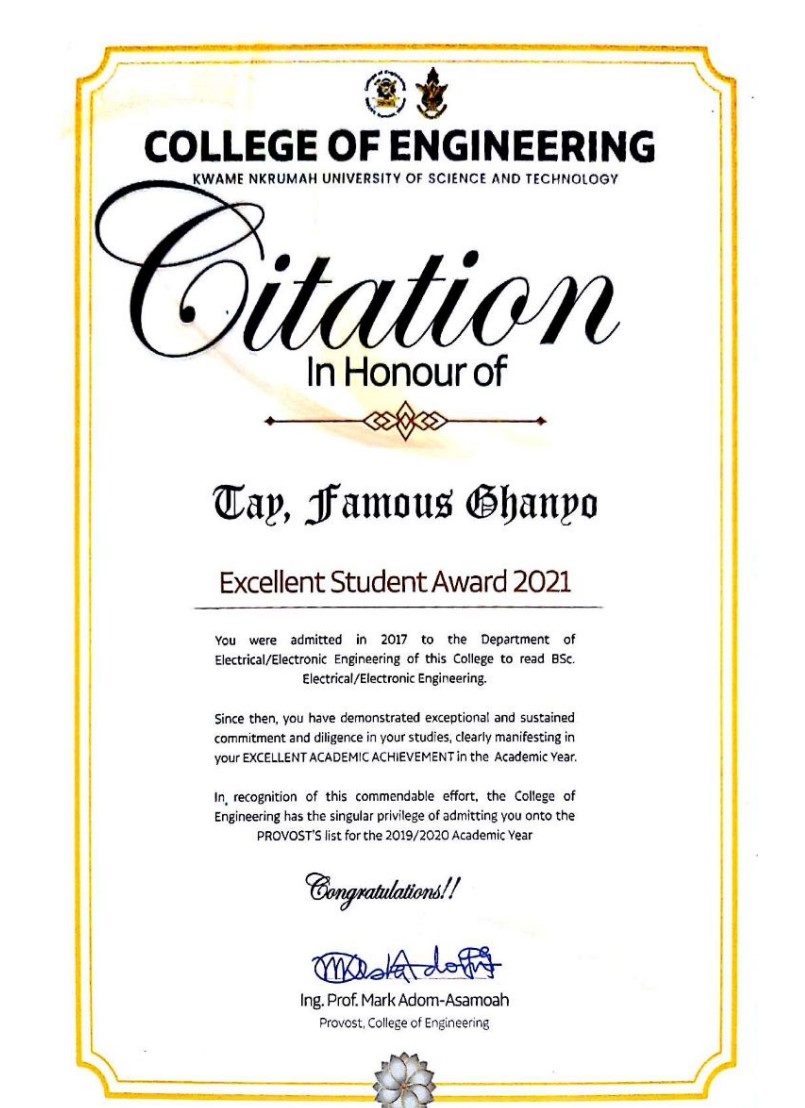 COLLEGE OF ENGINEERING
KWAME NKRUMAH UNIVERSITY OF SCIENCE AND TECHNOLOGY
Citation
In Honour of
Tay, Famous Ghanyo
Excellent Student Award 2021
You were admitted in 2017 to the Department of
Electrical/Electronic Engineering of this College to read BSc.
Electrical/Electronic Engineering.
Since then, you have demonstrated exceptional and sustained
commitment and diligence in your studies, clearly manifesting in
your EXCELLENT ACADEMIC ACHIEVEMENT in the Academic Year.
In recognition of this commendable effort, the College of
Engineering has the singular privilege of admitting you onto the
PROVOST'S list for the 2019/2020 Academic Year
Congratulations!!
Ing. Prof. Mark Adom-Asamoah
Provost, College of Engineering